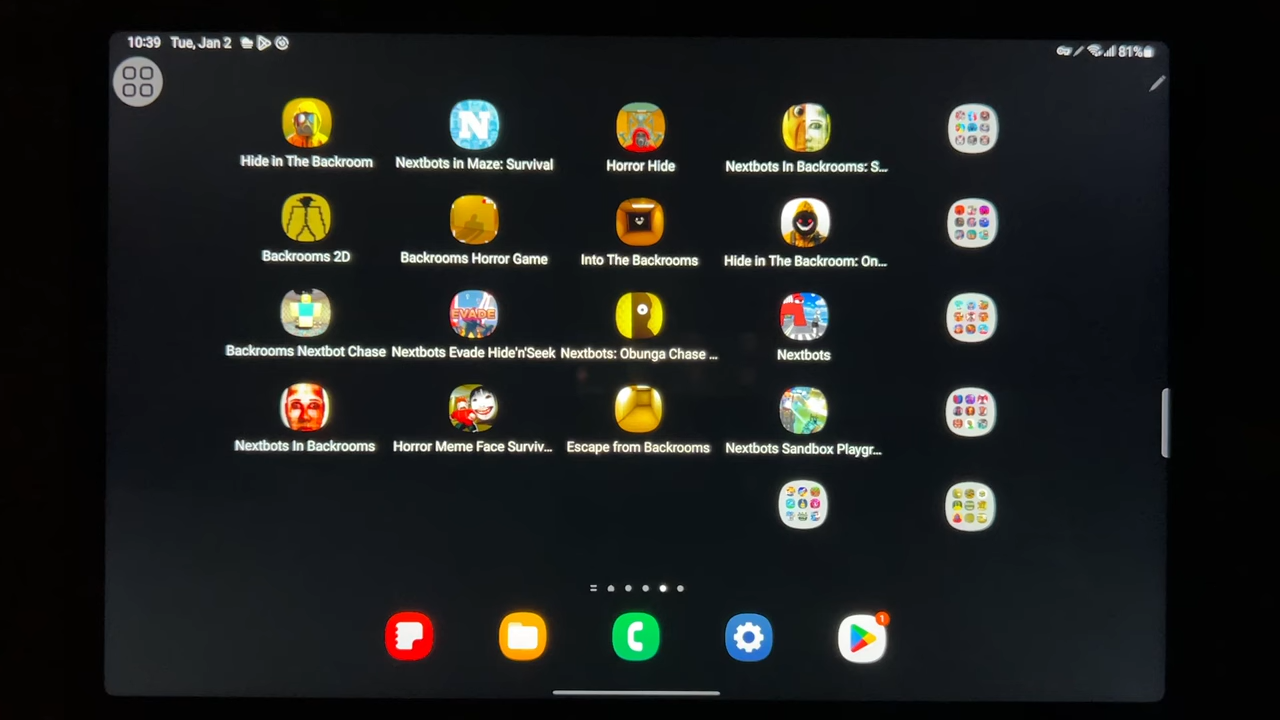 10:39 Tue, Jan 2
81%
Hide in The Backroom
Nextbots in Maze: Survival
N
Horror Hide
Nextbots In Backrooms: S...
Backrooms 2D
Backrooms Horror Game
Into The Backrooms
Hide in The Backroom: On...
EVADE
Backrooms Nextbot Chase
Nextbots Evade Hide'n'Seek
Nextbots: Obunga Chase ...
Nextbots
Nextbots In Backrooms
Horror Meme Face Surviv...
Escape from Backrooms
Nextbots Sandbox Playgr...
1